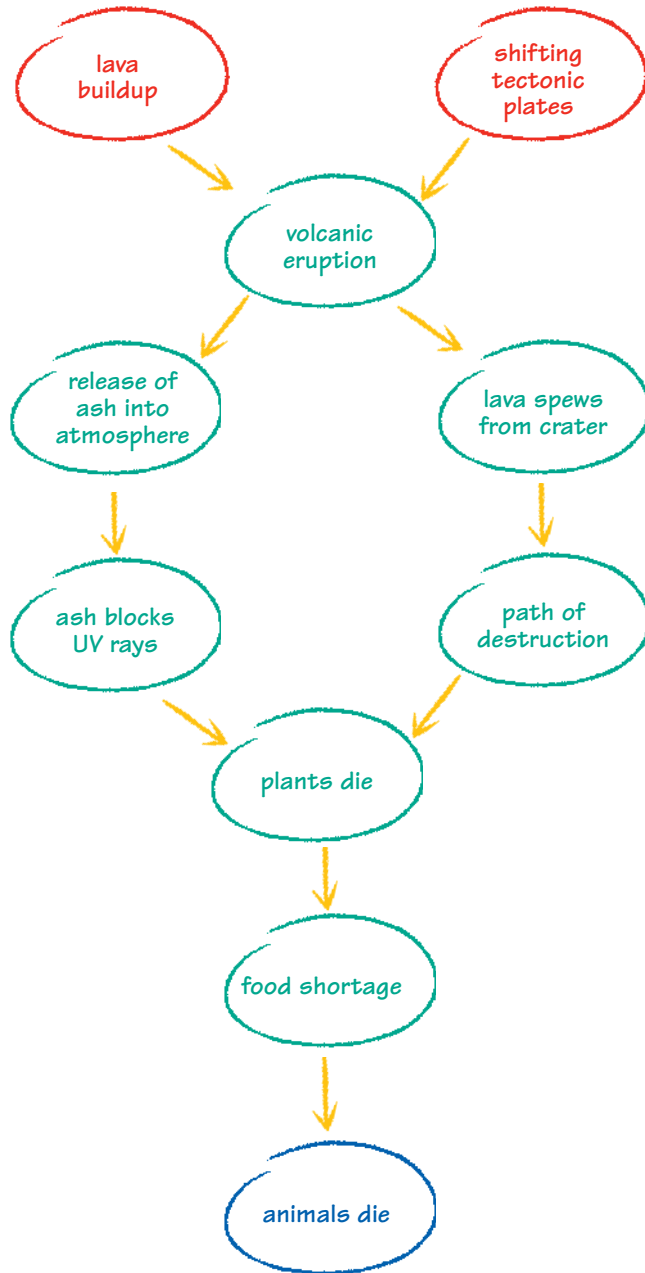 lava
buildup
shifting
tectonic
plates
volcanic
eruption
release of
ash into
atmosphere
lava spews
from crater
ash blocks
UV rays
path of
destruction
plants die
food shortage
animals die